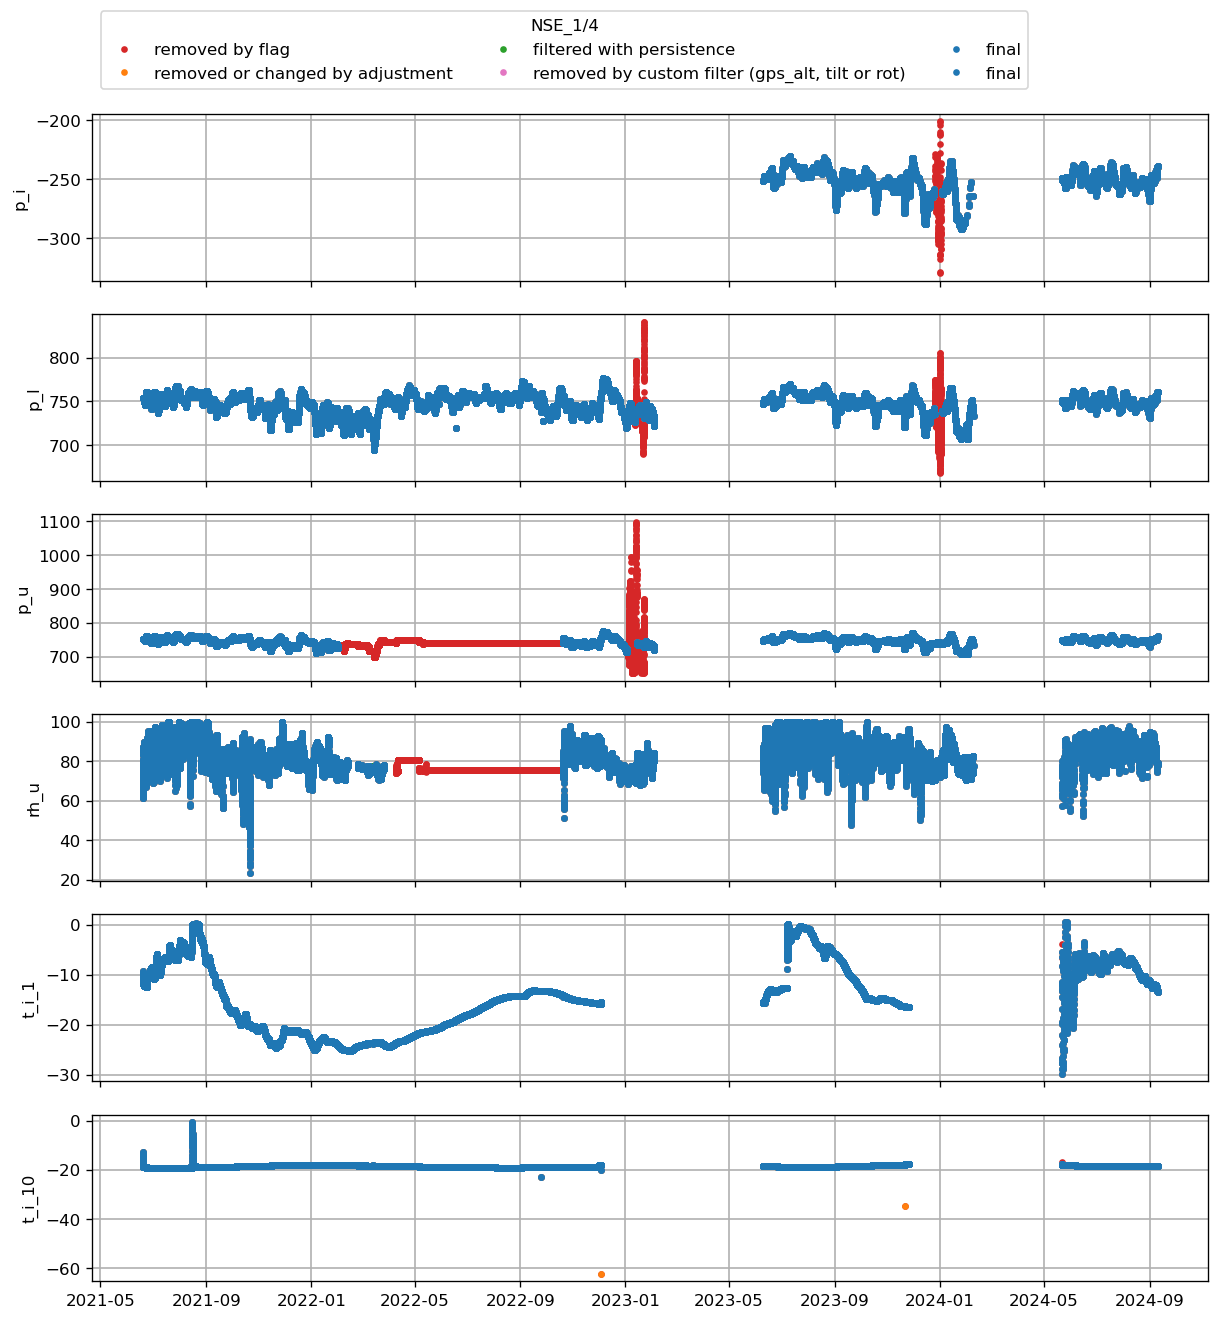 NSE_1/4
removed by flag
filtered with persistence
final
removed or changed by adjustment
removed by custom filter (gps_alt, tilt or rot)
final
−200
−250
−300
p_i
800
750
700
p_l
1100
1000
900
800
700
p_u
100
80
60
40
20
rh_u
0
−10
−20
−30
t_i_1
0
−20
−40
−60
t_i_10
2021-05
2021-09
2022-01
2022-05
2022-09
2023-01
2023-05
2023-09
2024-01
2024-05
2024-09